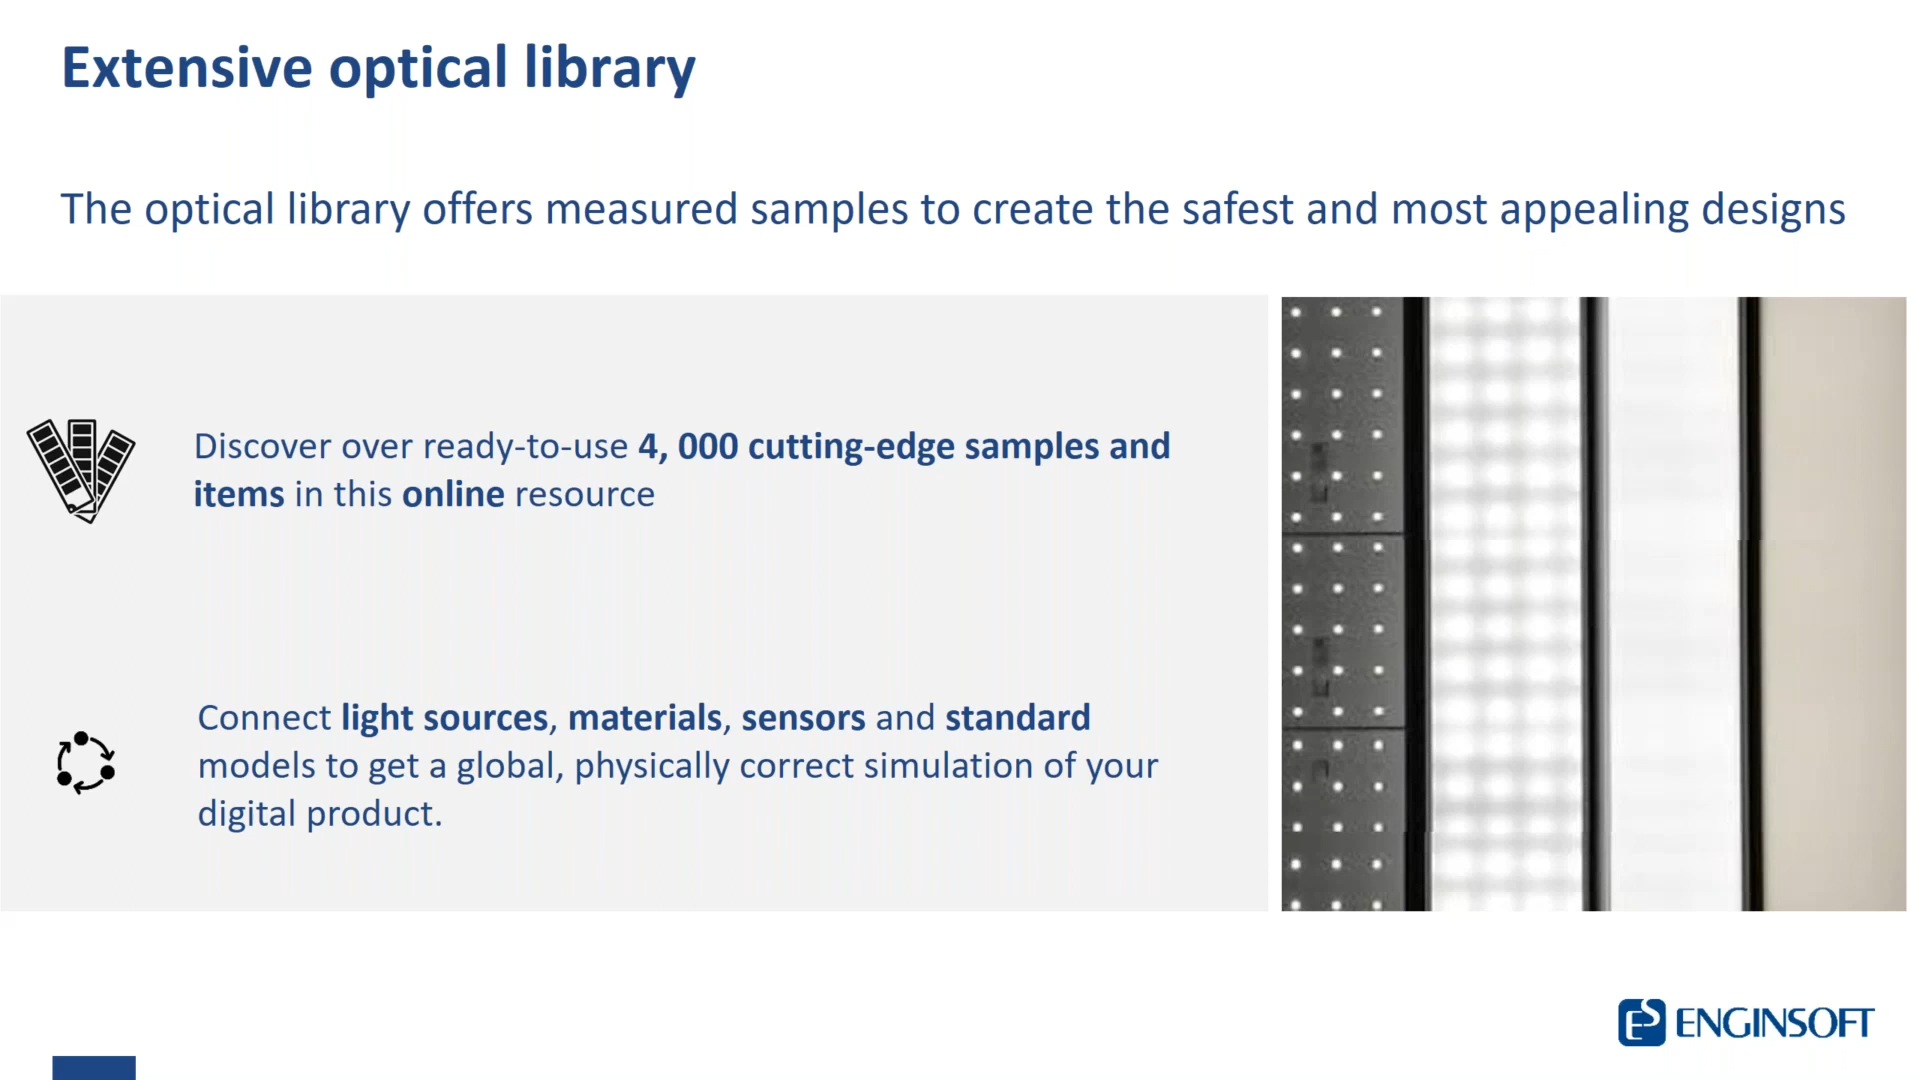 Extensive optical library
The optical library offers measured samples to create the safest and most appealing designs
Discover over ready-to-use 4, 000 cutting-edge samples and
items in this online resource
Connect light sources, materials, sensors and standard
models to get a global, physically correct simulation of your
digital product.
ES ENGINSOFT